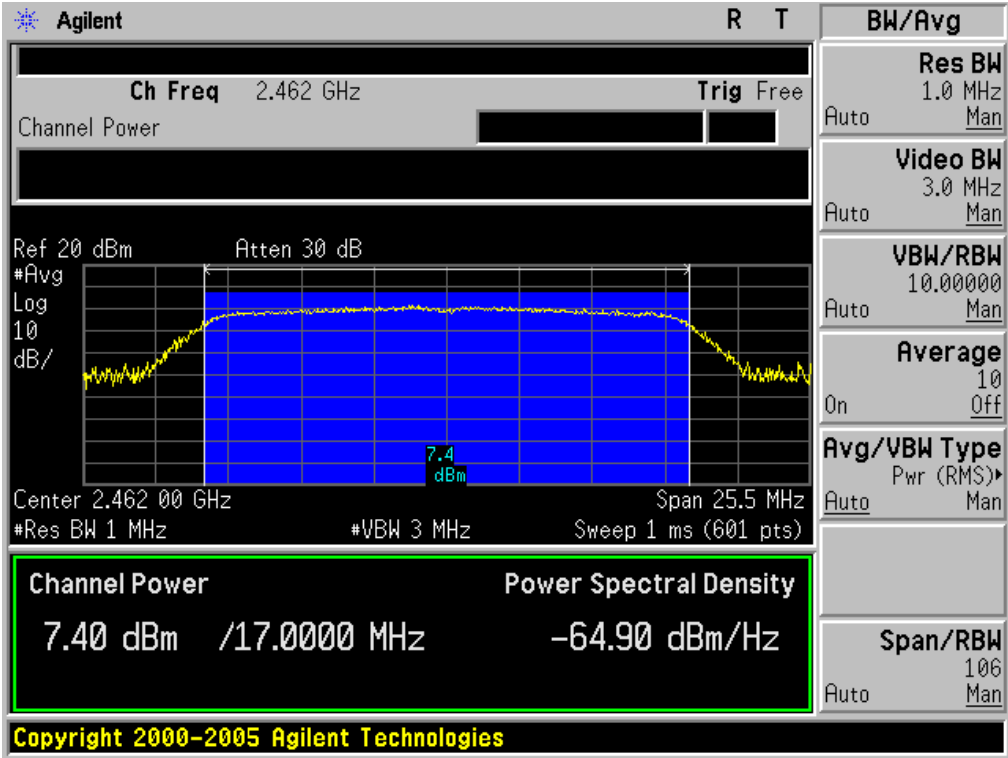 Agilent R T
Ch Freq 2.462 GHz Trig Free
Channel Power
Ref 20 dBm Atten 30 dB
#Avg
Log
10
dB/
7.4
dBm
Center 2.462 00 GHz Span 25.5 MHz
#Res BW 1 MHz #VBW 3 MHz Sweep 1 ms (601 pts)
Channel Power Power Spectral Density
7.40 dBm /17.0000 MHz -64.90 dBm/Hz
BW/Avg
Res BW
1.0 MHz
Auto Man
Video BW
3.0 MHz
Auto Man
VBW/RBW
10.00000
Auto Man
Average
10
On Off
Avg/VBW Type
Pwr (RMS)▸
Auto Man
Span/RBW
106
Auto Man
Copyright 2000-2005 Agilent Technologies